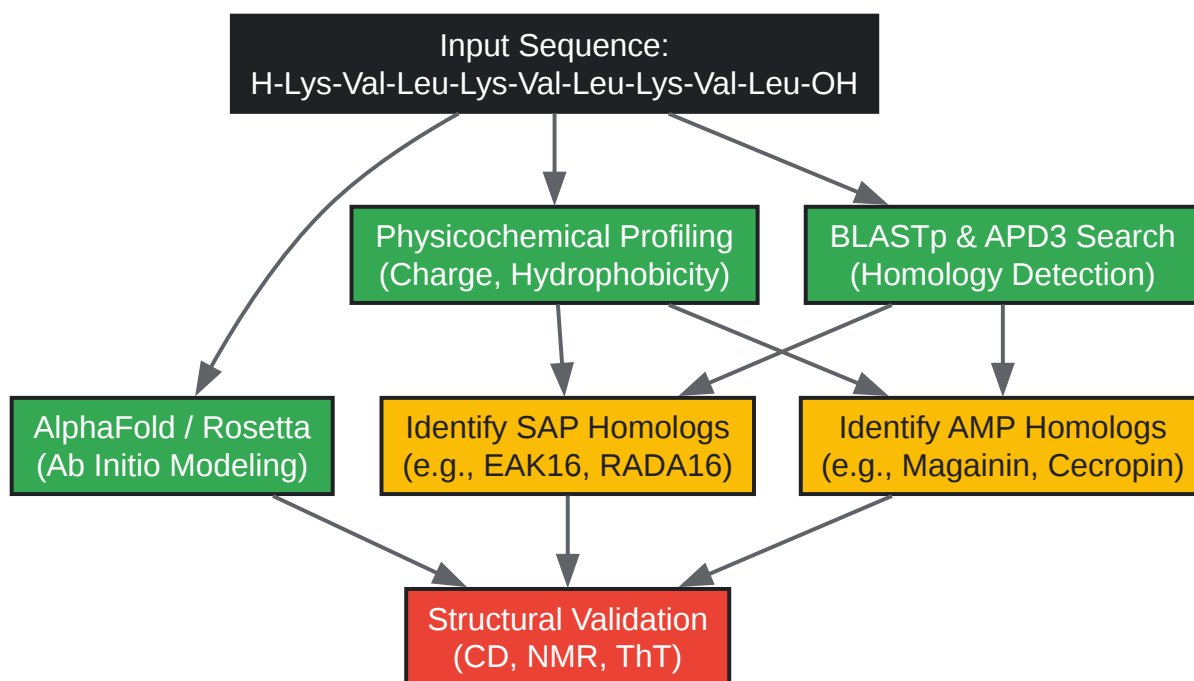 Input Sequence:
H-Lys-Val-Leu-Lys-Val-Leu-Lys-Val-Leu-OH
Physicochemical Profiling
(Charge, Hydrophobicity)
BLASTp & APD3 Search
(Homology Detection)
AlphaFold / Rosetta
(Ab Initio Modeling)
Identify SAP Homologs
(e.g., EAK16, RADA16)
Identify AMP Homologs
(e.g., Magainin, Cecropin)
Structural Validation
(CD, NMR, ThT)